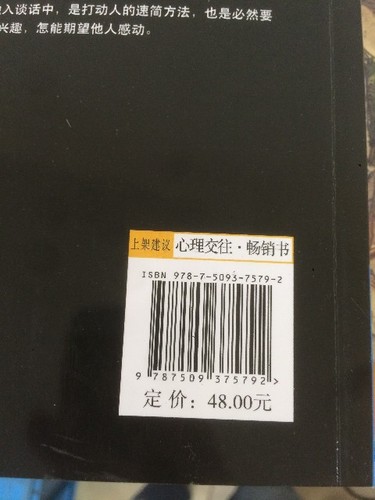 入谈话中，是打动人的速简方法，也是必然要
兴趣，怎能期望他人感动。
上架建议 心理交往·畅销书
ISBN 978-7-5093-7579-2
9 787509 375792 >
定价：48.00元